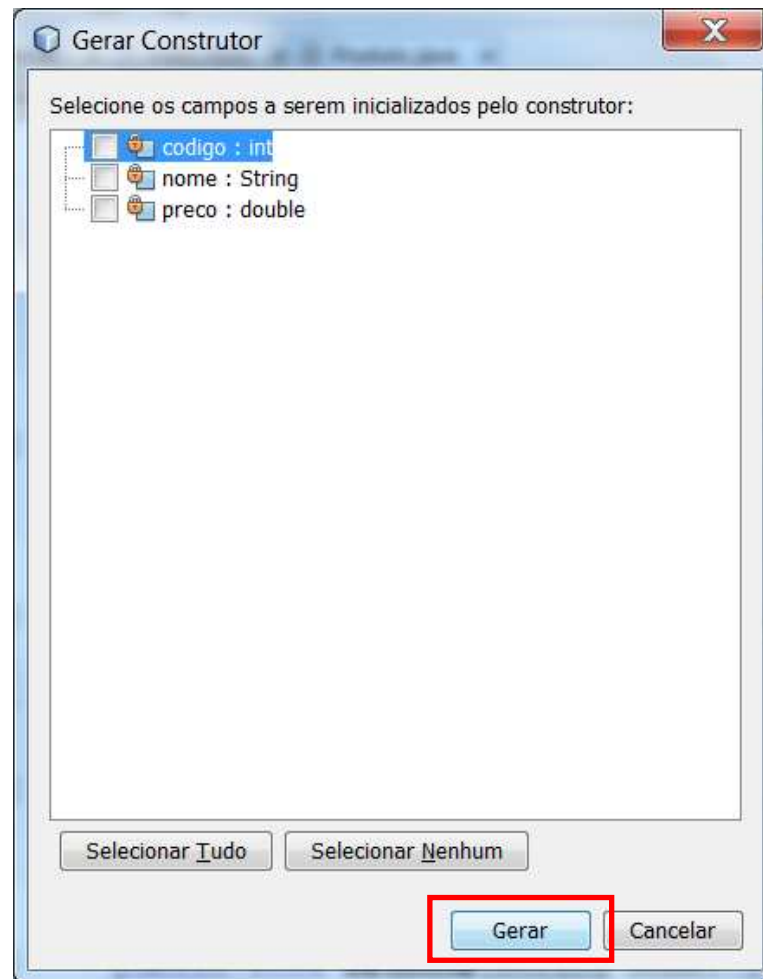 Gerar Construtor
Selecione os campos a serem inicializados pelo construtor:
codigo : int
nome : String
preco : double
Selecionar Tudo Selecionar Nenhum
Gerar Cancelar